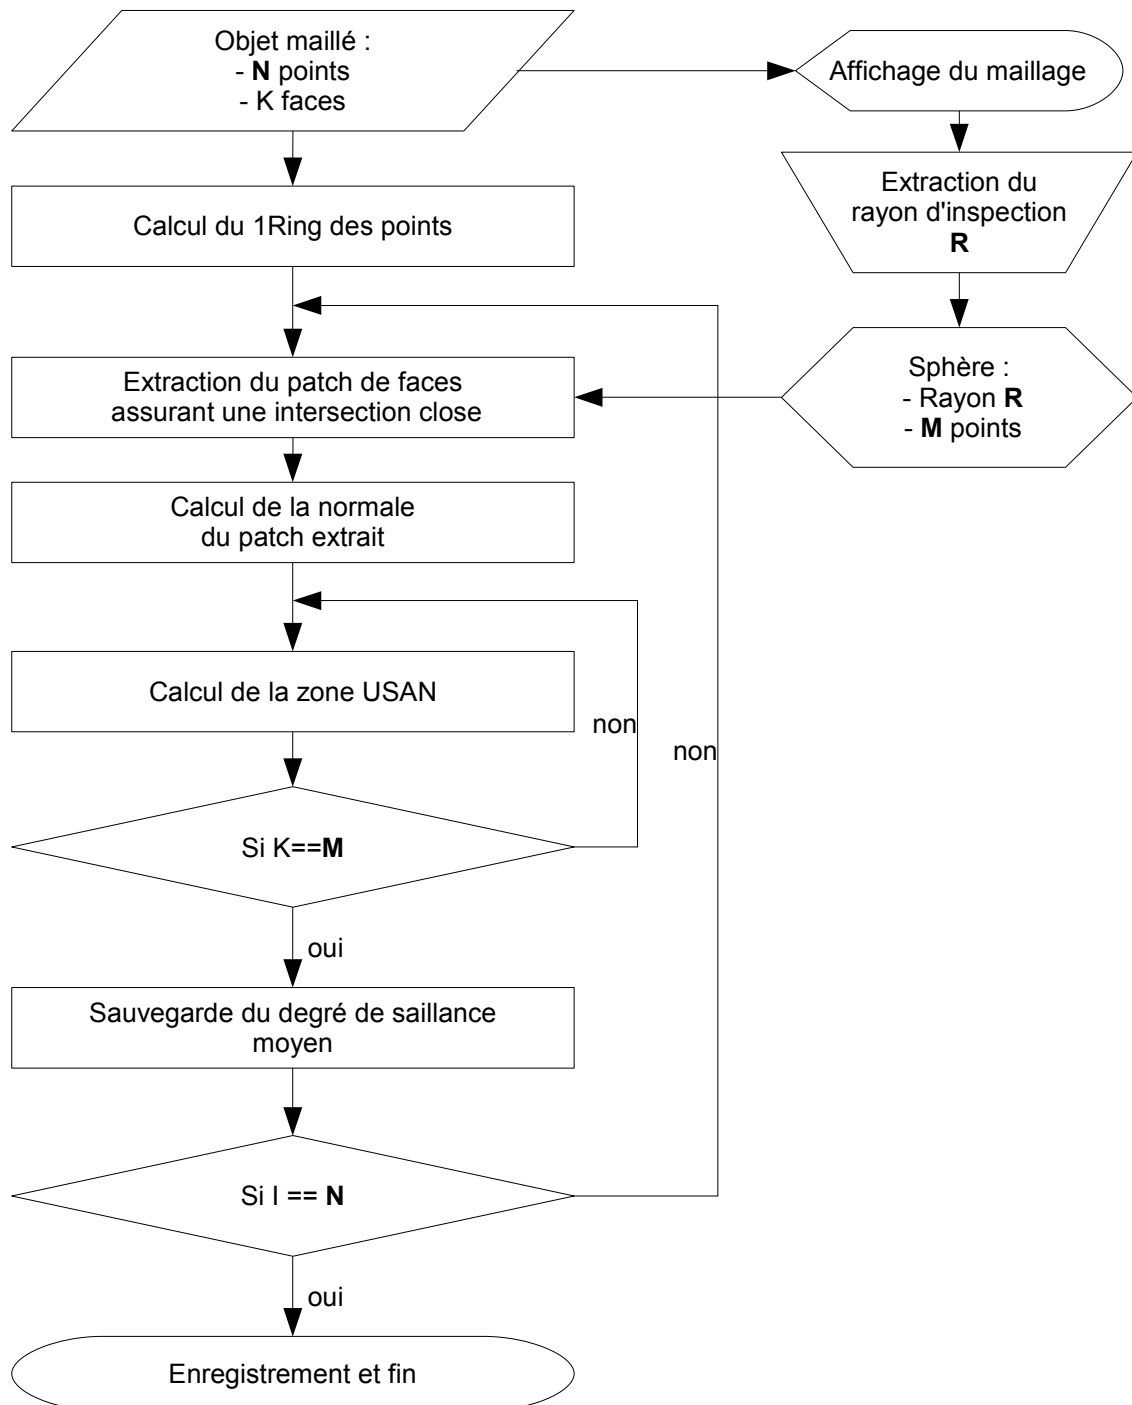 Objet maillé :
- N points
- K faces
Affichage du maillage
Extraction du
rayon d'inspection
R
Calcul du 1Ring des points
Sphère :
- Rayon R
- M points
Extraction du patch de faces
assurant une intersection close
Calcul de la normale
du patch extrait
Calcul de la zone USAN
non
non
Si K==M
oui
Sauvegarde du degré de saillance
moyen
Si I == N
oui
Enregistrement et fin